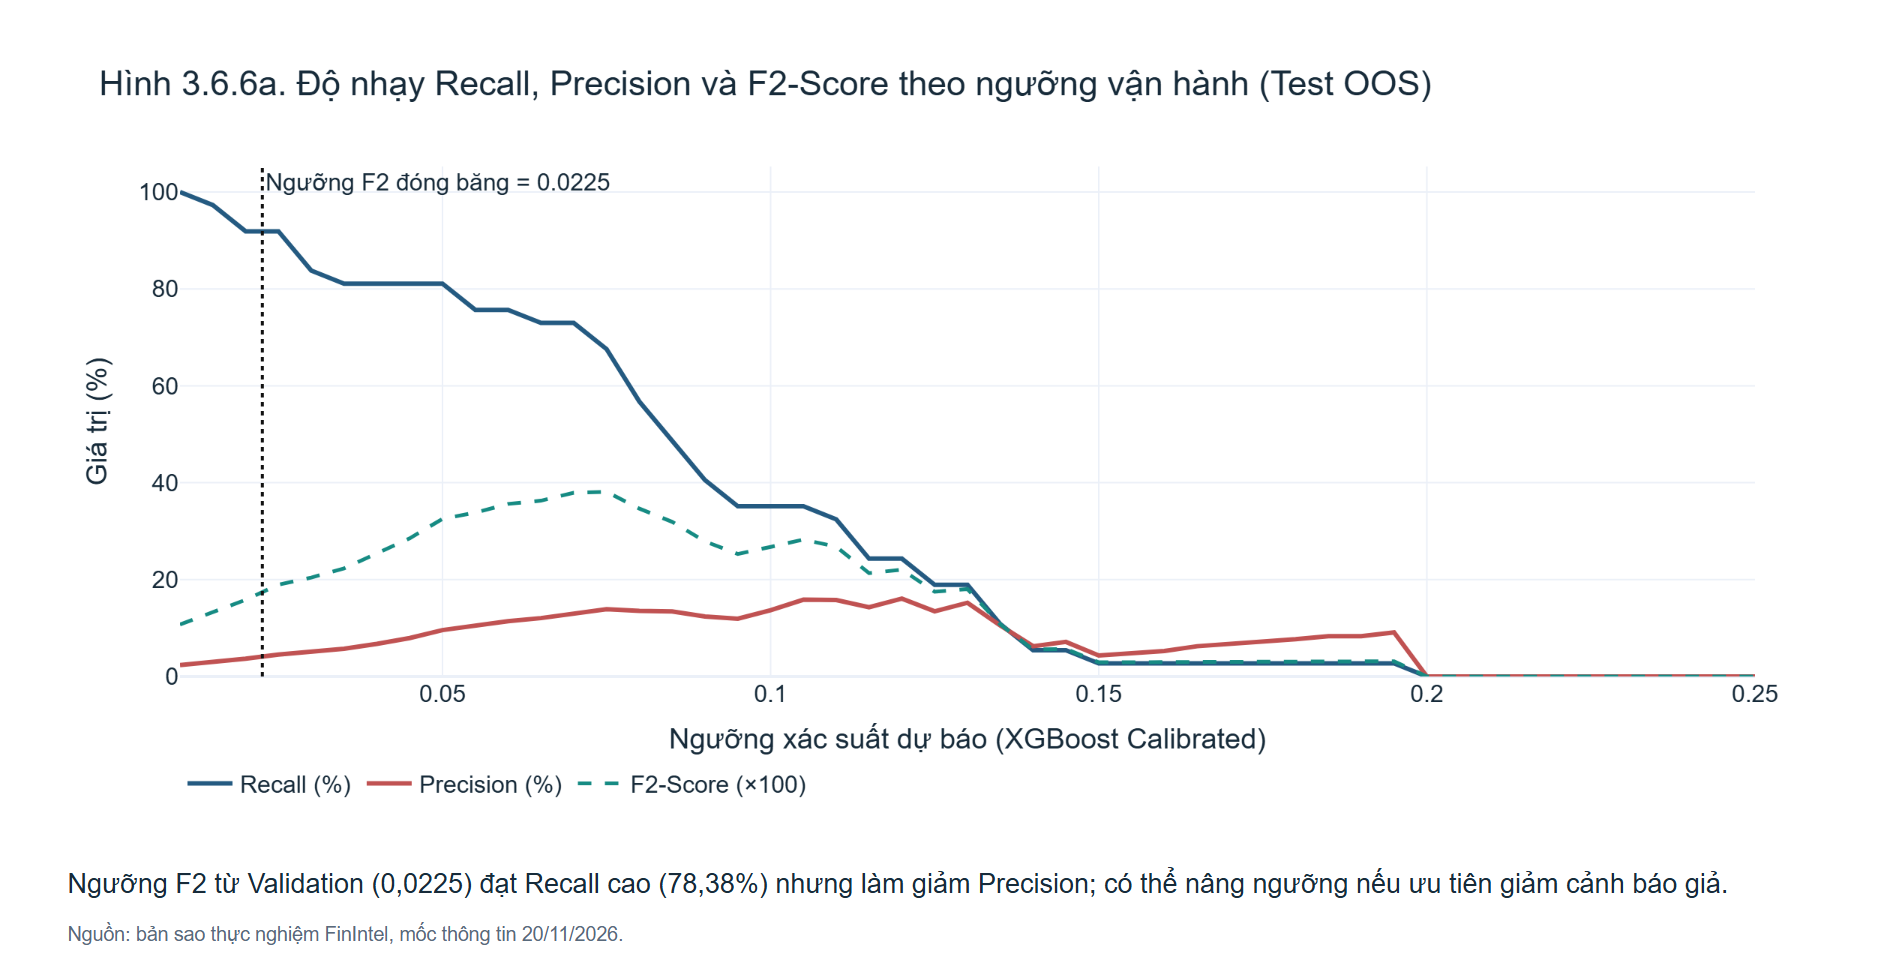 Hình 3.6.6a. Độ nhạy Recall, Precision và F2-Score theo ngưỡng vận hành (Test OOS)
Ngưỡng F2 đóng băng = 0.0225
100
80
60
40
20
0
Giá trị (%)
0.05
0.1
0.15
0.2
0.25
Ngưỡng xác suất dự báo (XGBoost Calibrated)
Recall (%)
Precision (%)
F2-Score (×100)
Ngưỡng F2 từ Validation (0,0225) đạt Recall cao (78,38%) nhưng làm giảm Precision; có thể nâng ngưỡng nếu ưu tiên giảm cảnh báo giả.
Nguồn: bản sao thực nghiệm FinIntel, mốc thông tin 20/11/2026.